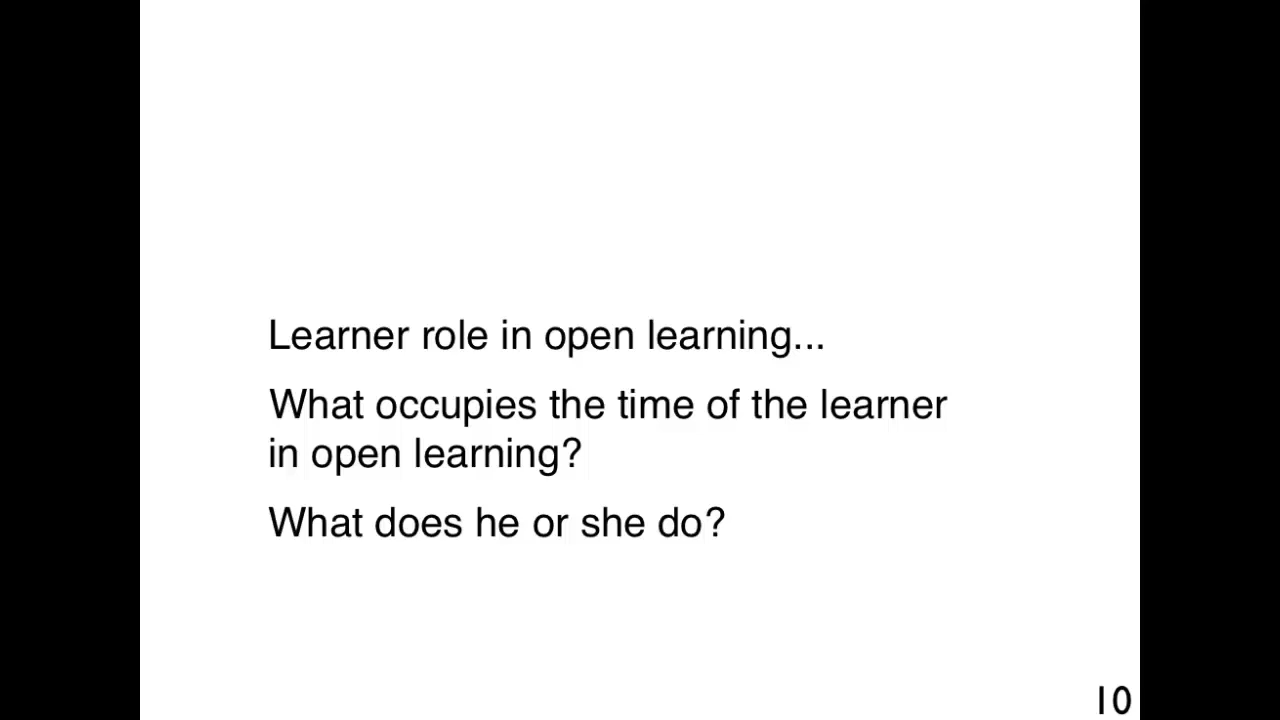 Learner role in open learning...
What occupies the time of the learner
in open learning?
What does he or she do?
10